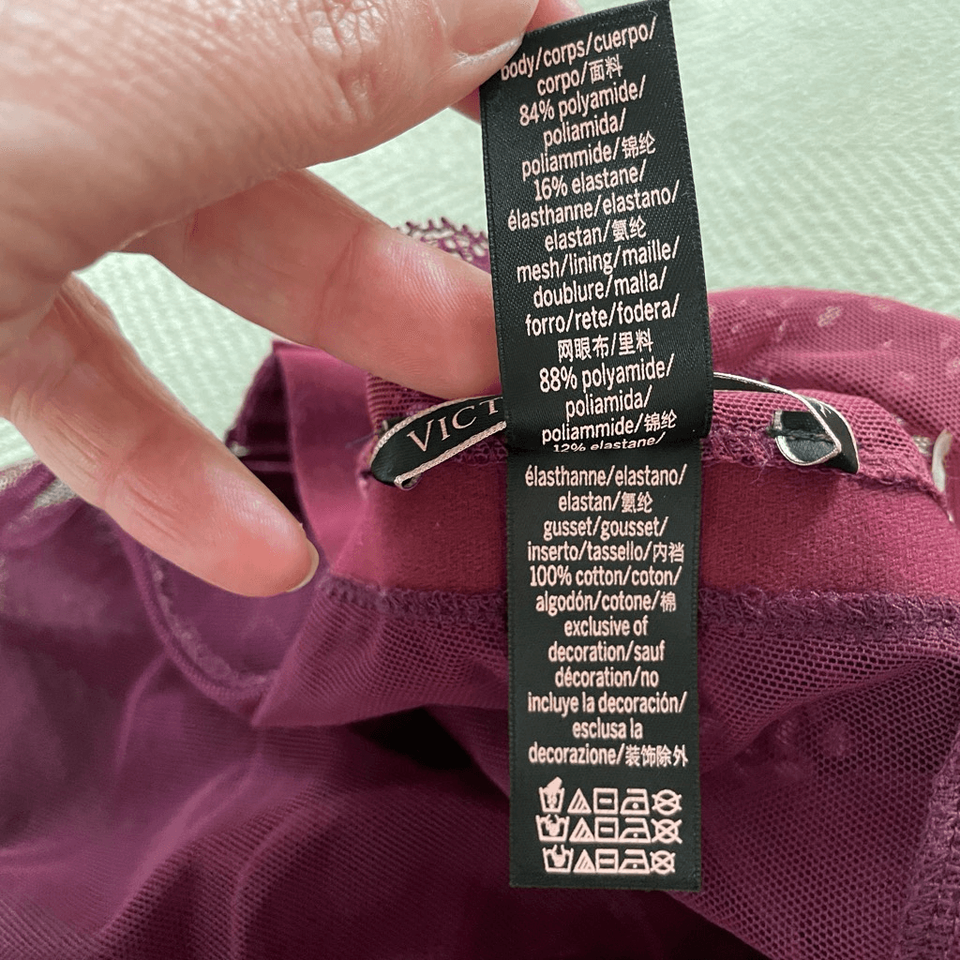 body/corps/cuerpo/
corpo/面料
84% polyamide/
poliamida/
poliammide/锦纶
16% elastane/
élasthanne/elastano/
elastan/氨纶
mesh/lining/maille/
doublure/malla/
forro/rete/fodera/
网眼布/里料
88% polyamide/
poliamida/
poliammide/锦纶
12% elastane/
élasthanne/elastano/
elastan/氨纶
gusset/gousset/
inserto/tassello/内裆
100% cotton/coton/
algodón/cotone/棉
exclusive of
decoration/sauf
décoration/no
incluye la decoración/
esclusa la
decorazione/装饰除外
VICT